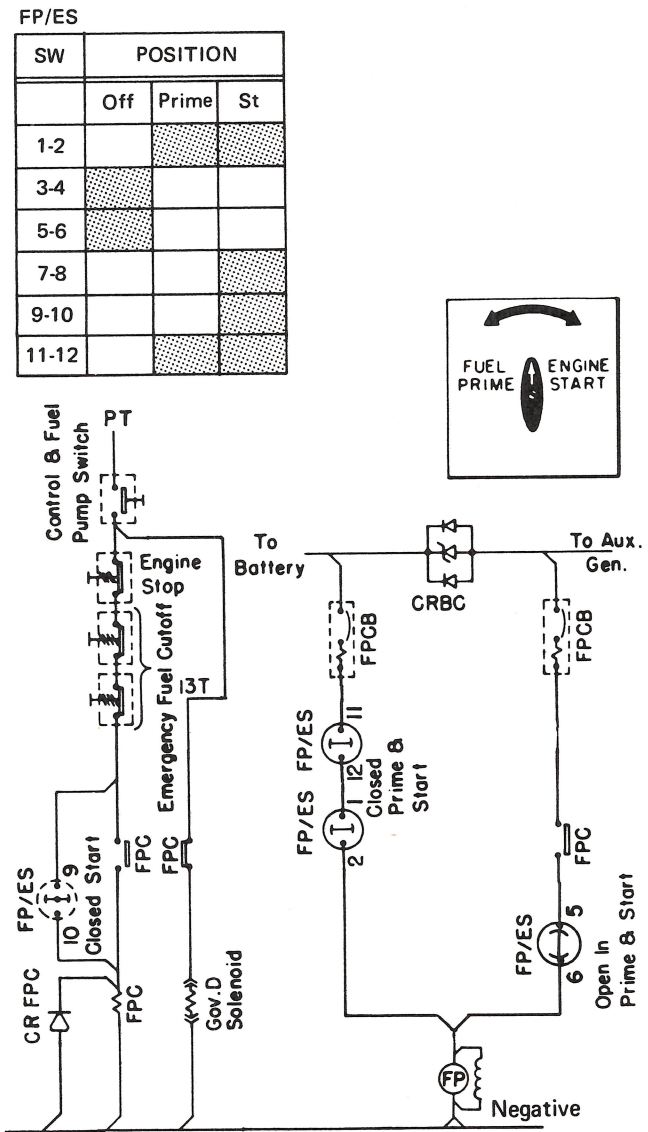 FP/ES
SW POSITION
Off Prime St
1-2
3-4
5-6
7-8
9-10
11-12
FUEL
PRIME
ENGINE
START
PT
Control & Fuel
Pump Switch
Engine
Stop
Emergency Fuel Cutoff
13T
FP/ES
9
10
Closed Start
FPC
FPC
CR FPC
FPC
Gov. D
Solenoid
To
Battery
CRBC
To Aux.
Gen.
FPCB
FPCB
FP/ES
11
12
Closed
Prime &
Start
FP/ES
1
2
FPC
FP/ES
5
6
Open In
Prime & Start
FP
Negative